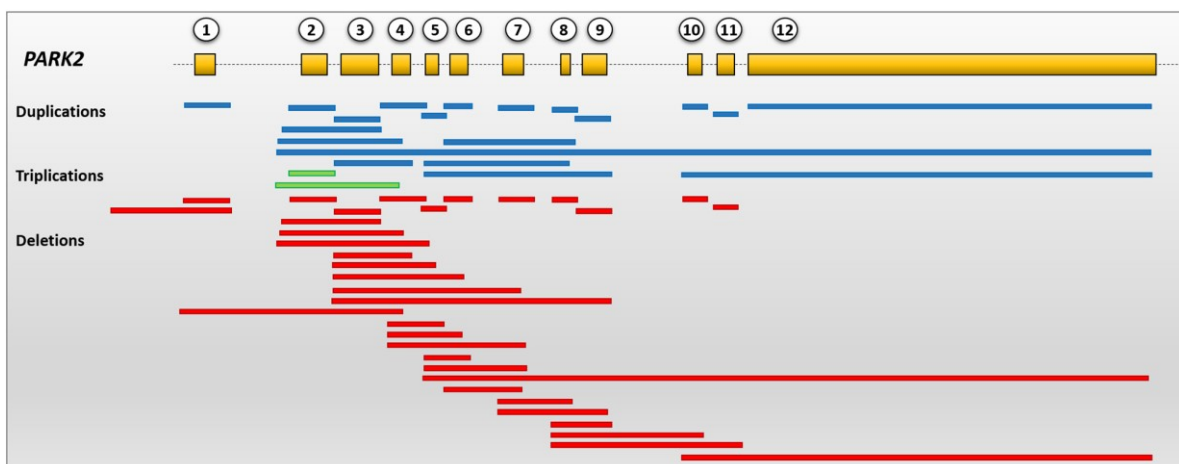 1 2 3 4 5 6 7 8 9 10 11 12
PARK2
Duplications
Triplications
Deletions